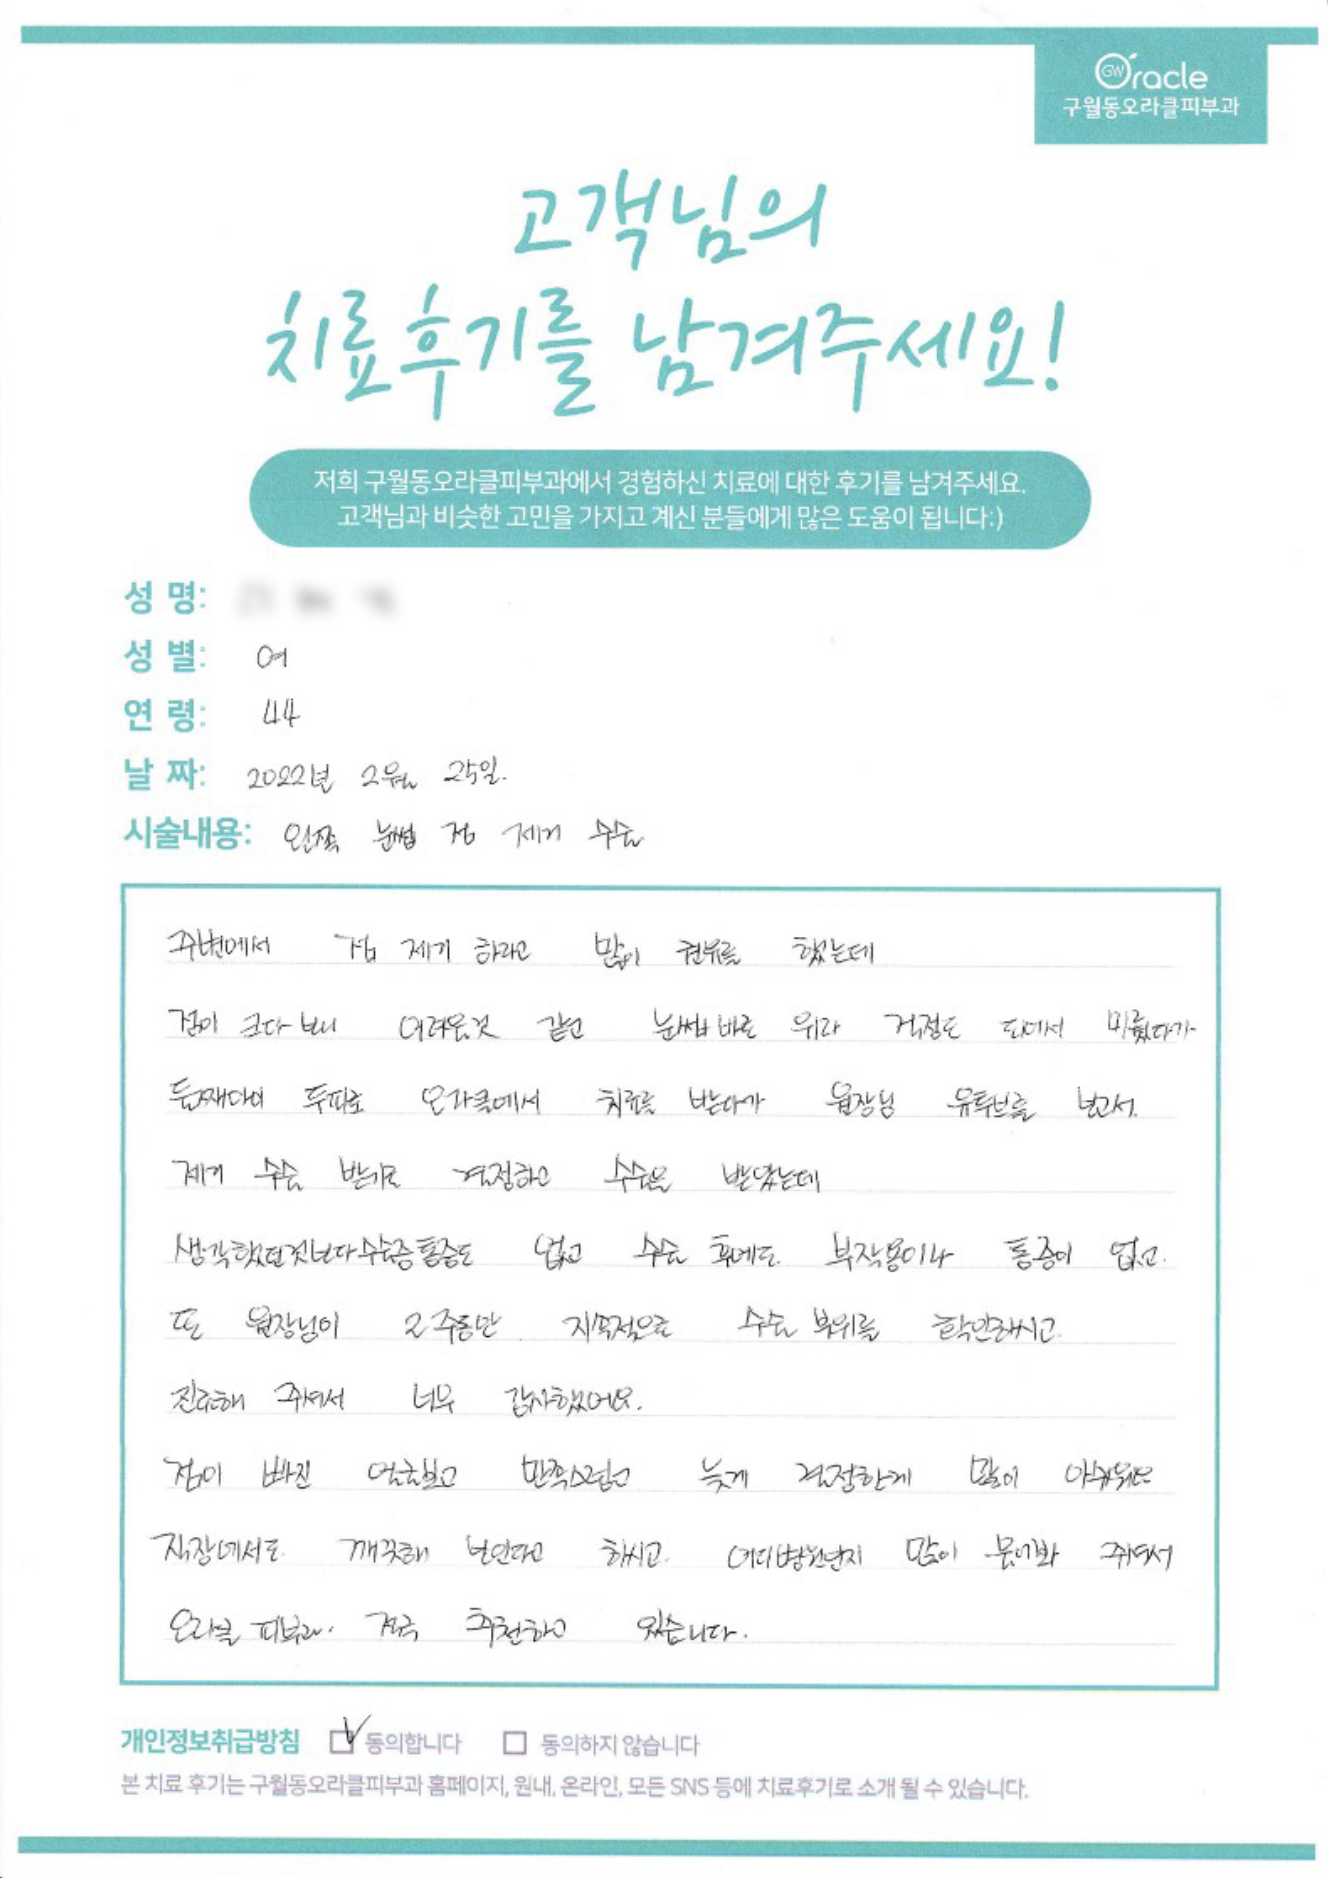 GW Oracle
구월동오라클피부과
고객님의
치료후기를 남겨주세요!
저희 구월동오라클피부과에서 경험하신 치료에 대한 후기를 남겨주세요.
고객님과 비슷한 고민을 가지고 계신 분들에게 많은 도움이 됩니다:)
성 명:
성 별: 여
연 령: 44
날 짜: 2022년 2월 25일.
시술내용: 왼쪽 눈썹 점 제거 수술
주변에서 점 제거 하라고 많이 권유를 했는데
점이 크다 보니 어려운것 같고 눈썹 바로 위라 걱정도 되어서 미뤘다가
둘째아이 두피로 오라클에서 치료를 받다가 원장님 유튜브를 보고서.
제거 수술 받기로 결정하고 수술을 받았는데
생각했던것보다 수술중 통증도 없고 수술 후에도 부작용이나 통증이 없고.
또 원장님이 2주동안 지속적으로 수술 부위를 확인하시고
진료해 주셔서 너무 감사했어요.
점이 빠진 얼굴보고 만족스럽고 늦게 결정한게 많이 아쉬워요
직장에서도 깨끗해 보인다고 하시고. 어디병원인지 많이 물어봐 주셔서
오라클 피부과. 적극 추천하고 있습니다.
개인정보취급방침 동의합니다 동의하지 않습니다
본 치료 후기는 구월동오라클피부과 홈페이지, 원내, 온라인, 모든 SNS 등에 치료후기로 소개 될 수 있습니다.